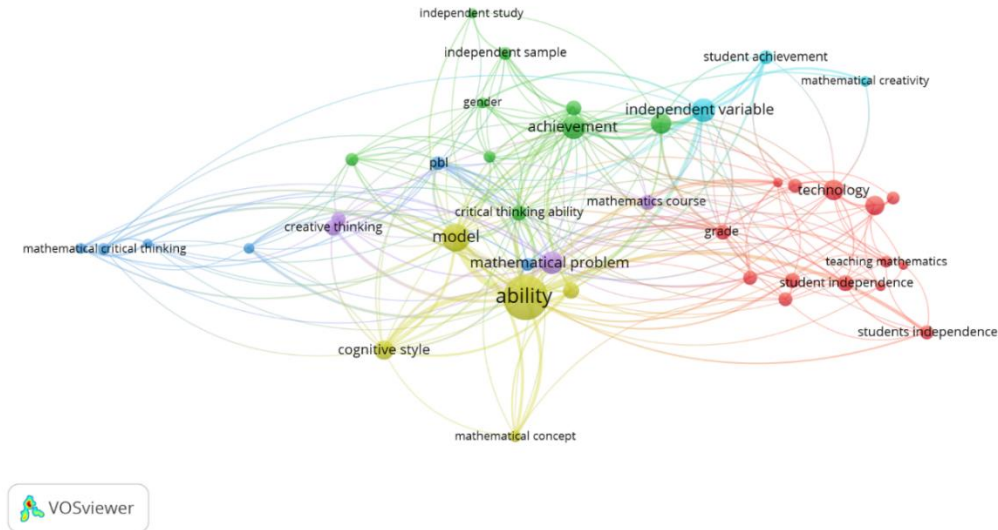 independent study
independent sample
student achievement
mathematical creativity
gender
independent variable
achievement
pbl
technology
mathematics course
critical thinking ability
creative thinking
grade
model
mathematical critical thinking
mathematical problem
teaching mathematics
student independence
ability
students independence
cognitive style
mathematical concept
VOSviewer